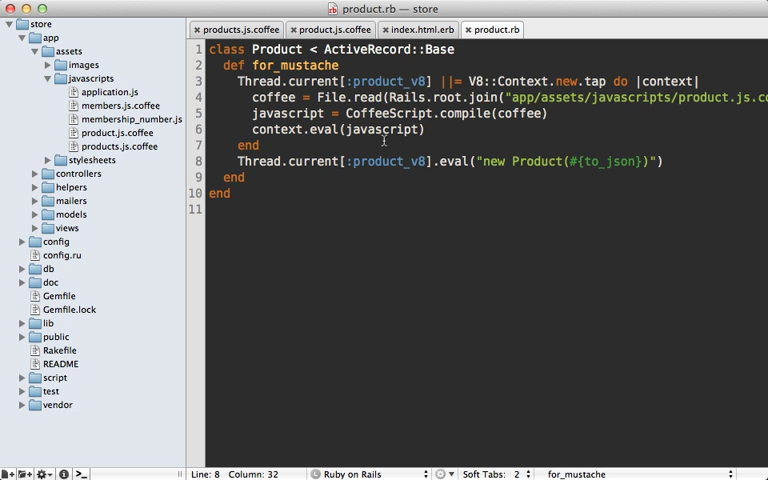 product.rb — store
store
app
assets
images
javascripts
application.js
members.js.coffee
membership_number.js
product.js.coffee
products.js.coffee
stylesheets
controllers
helpers
mailers
models
views
config
config.ru
db
doc
Gemfile
Gemfile.lock
lib
public
Rakefile
README
script
test
vendor
products.js.coffee product.js.coffee index.html.erb product.rb
1 class Product < ActiveRecord::Base
2 def for_mustache
3 Thread.current[:product_v8] ||= V8::Context.new.tap do |context|
4 coffee = File.read(Rails.root.join("app/assets/javascripts/product.js.co
5 javascript = CoffeeScript.compile(coffee)
6 context.eval(javascript)
7 end
8 Thread.current[:product_v8].eval("new Product(#{to_json})")
9 end
10 end
11
Line: 8 Column: 32 Ruby on Rails Soft Tabs: 2 for_mustache